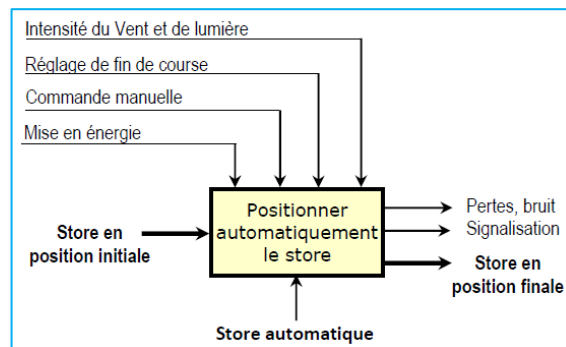 Intensité du Vent et de lumière
Réglage de fin de course
Commande manuelle
Mise en énergie
Store en
position initiale
Positionner
automatiquement
le store
Pertes, bruit
Signalisation
Store en
position finale
Store automatique